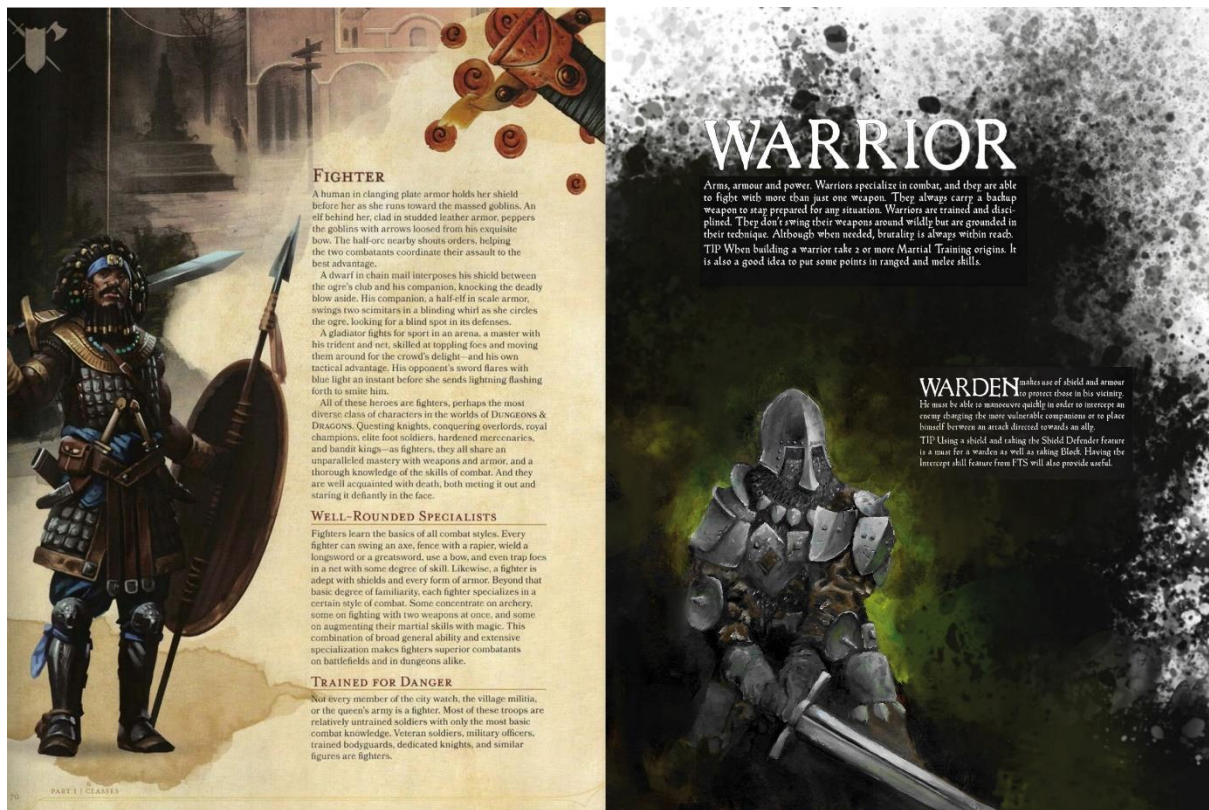 FIGHTER
A human in clanging plate armor holds her shield
before her as she runs toward the massed goblins. An
elf behind her, clad in studded leather armor, peppers
the goblins with arrows loosed from his exquisite
bow. The half-orc nearby shouts orders, helping
the two combatants coordinate their assault to the
best advantage.
A dwarf in chain mail interposes his shield between
the ogre's club and his companion, knocking the deadly
blow aside. His companion, a half-elf in scale armor,
swings two scimitars in a blinding whirl as she circles
the ogre, looking for a blind spot in its defenses.
A gladiator fights for sport in an arena, a master with
his trident and net, skilled at toppling foes and moving
them around for the crowd's delight—and his own
tactical advantage. His opponent's sword flares with
blue light an instant before she sends lightning flashing
forth to smite him.
All of these heroes are fighters, perhaps the most
diverse class of characters in the worlds of DUNGEONS &
DRAGONS. Questing knights, conquering overlords, royal
champions, elite foot soldiers, hardened mercenaries,
and bandit kings—as fighters, they all share an
unparalleled mastery with weapons and armor, and a
thorough knowledge of the skills of combat. And they
are well acquainted with death, both meting it out and
staring it defiantly in the face.
WELL-ROUNDED SPECIALISTS
Fighters learn the basics of all combat styles. Every
fighter can swing an axe, fence with a rapier, wield a
longsword or a greatsword, use a bow, and even trap foes
in a net with some degree of skill. Likewise, a fighter is
adept with shields and every form of armor. Beyond that
basic degree of familiarity, each fighter specializes in a
certain style of combat. Some concentrate on archery,
some on fighting with two weapons at once, and some
on augmenting their martial skills with magic. This
combination of broad general ability and extensive
specialization makes fighters superior combatants
on battlefields and in dungeons alike.
TRAINED FOR DANGER
Not every member of the city watch, the village militia,
or the queen's army is a fighter. Most of these troops are
relatively untrained soldiers with only the most basic
combat knowledge. Veteran soldiers, military officers,
trained bodyguards, dedicated knights, and similar
figures are fighters.
70
PART 1 | CLASSES
WARRIOR
Arms, armour and power. Warriors specialize in combat, and they are able
to fight with more than just one weapon. They always carry a backup
weapon to stay prepared for any situation. Warriors are trained and disci-
plined. They don't swing their weapons around wildly but are grounded in
their technique. Although when needed, brutality is always within reach.
TIP When building a warrior take 2 or more Martial Training origins. It
is also a good idea to put some points in ranged and melee skills.
WARDEN makes use of shield and armour
to protect those in his vicinity.
He must be able to manoeuvre quickly in order to intercept an
enemy charging the more vulnerable companions or to place
himself between an attack directed towards an ally.
TIP Using a shield and taking the Shield Defender feature
is a must for a warden as well as taking Block. Having the
Intercept skill feature from FTS will also provide useful.